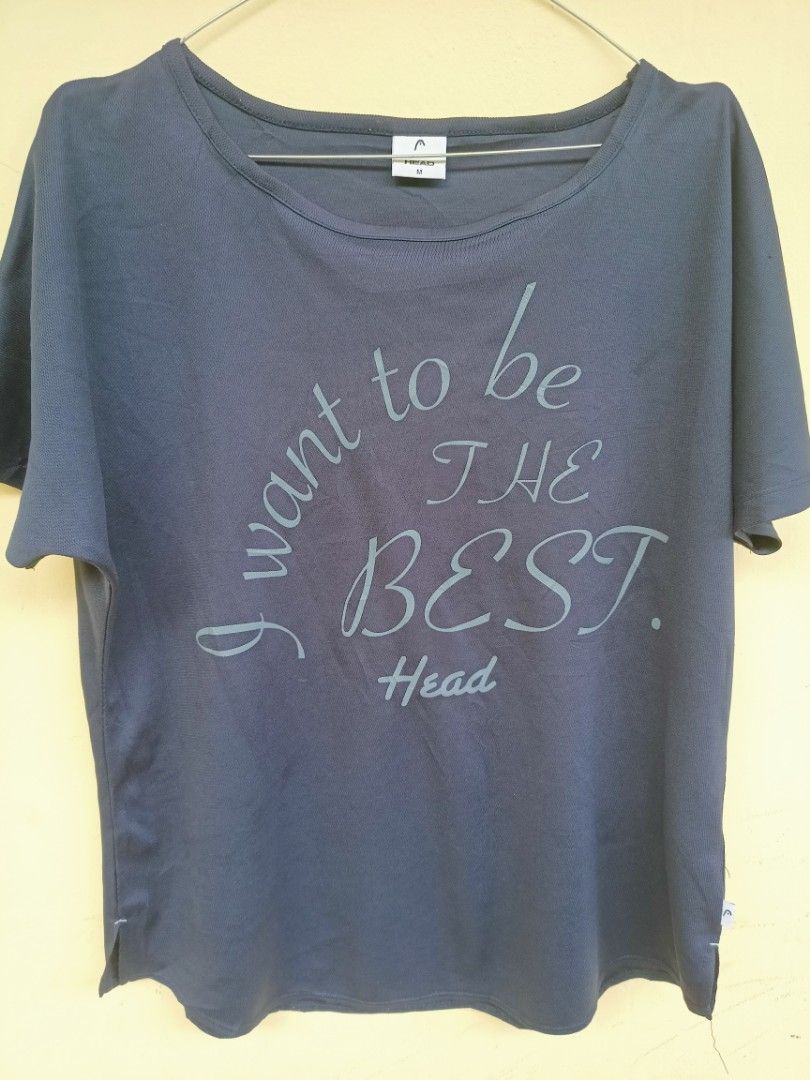 HEAD
M
I want to be
THE
BEST.
Head